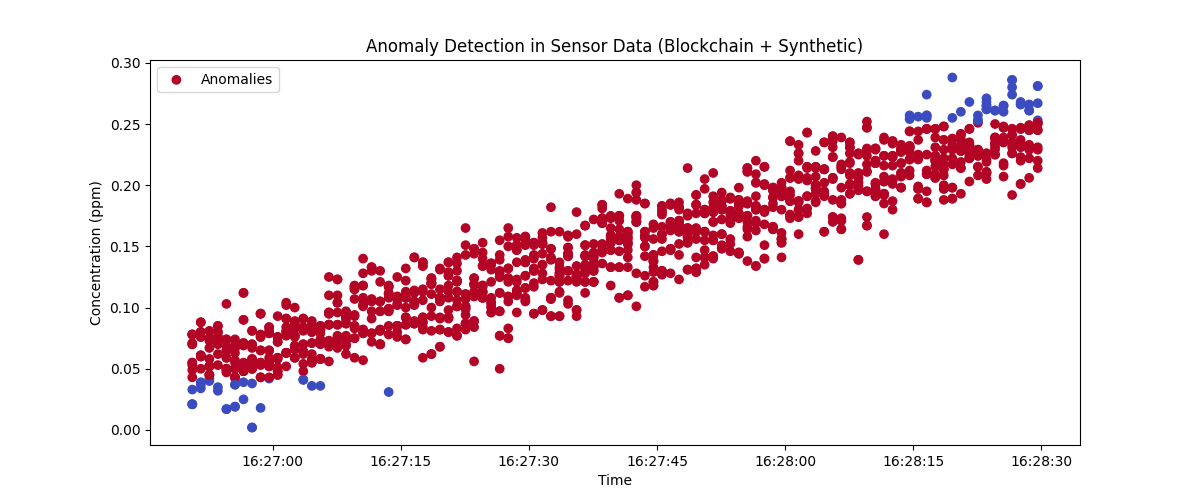 Anomaly Detection in Sensor Data (Blockchain + Synthetic)
Anomalies
Concentration (ppm)
0.30
0.25
0.20
0.15
0.10
0.05
0.00
16:27:00 16:27:15 16:27:30 16:27:45 16:28:00 16:28:15 16:28:30
Time